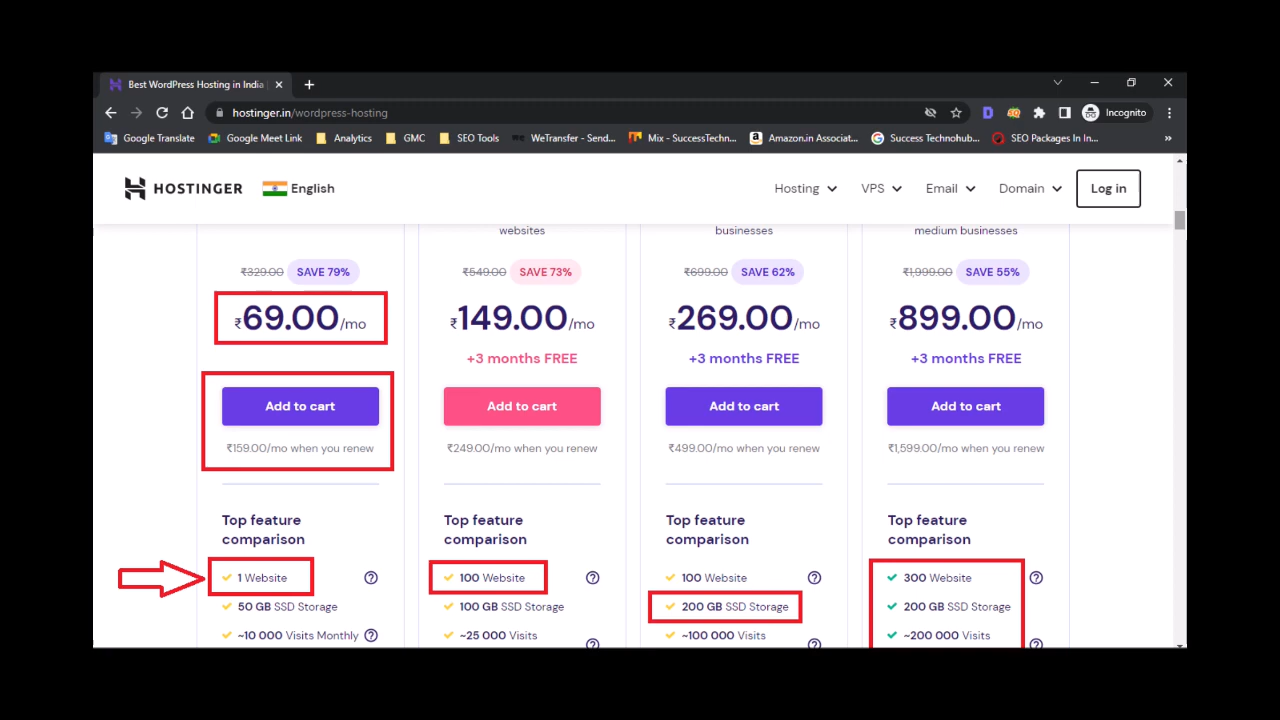 Best WordPress Hosting in India
hostinger.in/wordpress-hosting
Incognito
Google Translate Google Meet Link Analytics GMC SEO Tools WeTransfer - Send... Mix - SuccessTechn... Amazon.in Associat... Success Technohub... SEO Packages In In... »
HOSTINGER English Hosting VPS Email Domain Log in
websites businesses medium businesses
₹329.00 SAVE 79% ₹549.00 SAVE 73% ₹699.00 SAVE 62% ₹1,999.00 SAVE 55%
₹69.00/mo ₹149.00/mo ₹269.00/mo ₹899.00/mo
+3 months FREE +3 months FREE +3 months FREE
Add to cart Add to cart Add to cart Add to cart
₹159.00/mo when you renew ₹249.00/mo when you renew ₹499.00/mo when you renew ₹1,599.00/mo when you renew
Top feature Top feature Top feature Top feature
comparison comparison comparison comparison
1 Website 100 Website 100 Website 300 Website
50 GB SSD Storage 100 GB SSD Storage 200 GB SSD Storage 200 GB SSD Storage
~10 000 Visits Monthly ~25 000 Visits ~100 000 Visits ~200 000 Visits